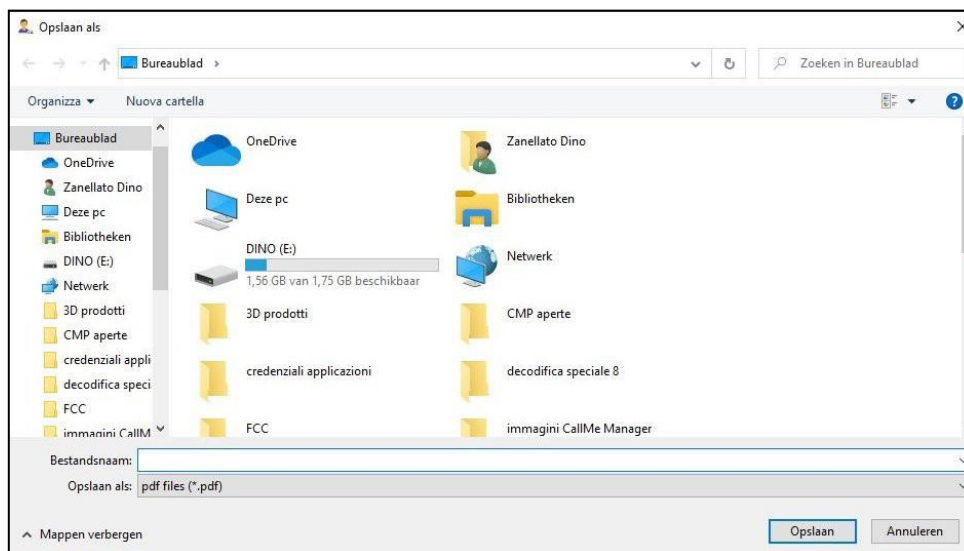 Opslaan als
Bureaublad
Zoeken in Bureaublad
Organizza
Nuova cartella
?
Bureaublad
OneDrive
Zanellato Dino
Deze pc
Bibliotheken
DINO (E:)
Netwerk
3D prodotti
CMP aperte
credenziali appli
decodifica speci
FCC
immagini CallM
OneDrive
Zanellato Dino
Deze pc
Bibliotheken
DINO (E:)
1,56 GB van 1,75 GB beschikbaar
Netwerk
3D prodotti
CMP aperte
credenziali applicazioni
decodifica speciale 8
FCC
immagini CallMe Manager
Bestandsnaam:
Opslaan als: pdf files (*.pdf)
Mappen verbergen
Opslaan
Annuleren